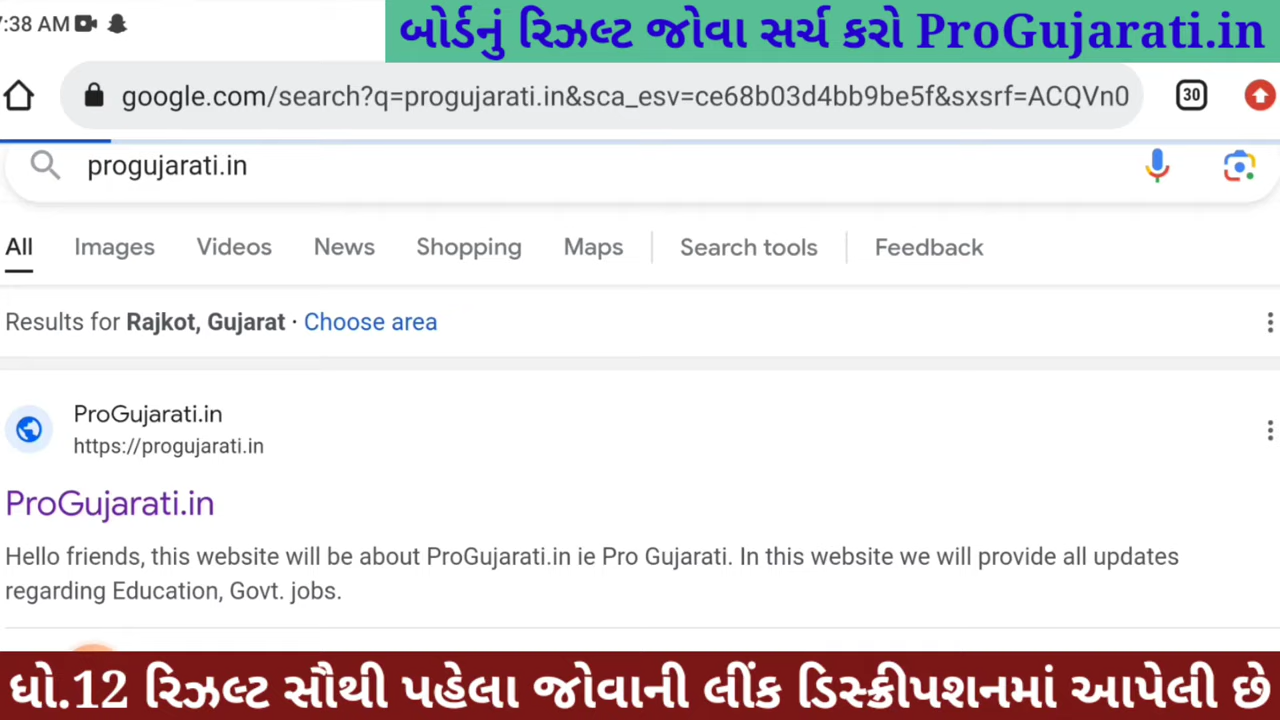 7:38 AM
બોર્ડનું રિઝલ્ટ જોવા સર્ચ કરો ProGujarati.in
google.com/search?q=progujarati.in&sca_esv=ce68b03d4bb9be5f&sxsrf=ACQVn0
30
progujarati.in
All Images Videos News Shopping Maps Search tools Feedback
Results for Rajkot, Gujarat · Choose area
ProGujarati.in
https://progujarati.in
ProGujarati.in
Hello friends, this website will be about ProGujarati.in ie Pro Gujarati. In this website we will provide all updates
regarding Education, Govt. jobs.
ધો.12 રિઝલ્ટ સૌથી પહેલા જોવાની લીંક ડિસ્ક્રીપશનમાં આપેલી છે